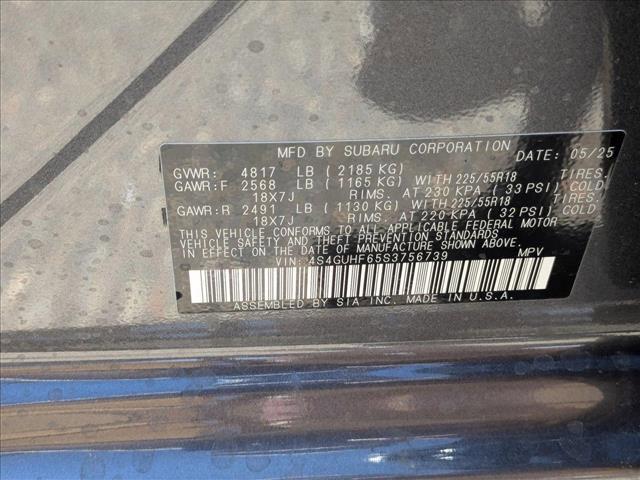 MFD BY SUBARU CORPORATION DATE: 05/25
GVWR: 4817 LB (2185 KG)
GAWR:F 2568 LB (1165 KG) WITH 225/55R18 TIRES.
18X7J RIMS. AT 230 KPA (33 PSI) COLD
GAWR:R 2491 LB (1130 KG) WITH 225/55R18 TIRES.
18X7J RIMS. AT 220 KPA (32 PSI) COLD
THIS VEHICLE CONFORMS TO ALL APPLICABLE FEDERAL MOTOR
VEHICLE SAFETY AND THEFT PREVENTION STANDARDS
IN EFFECT ON THE DATE OF MANUFACTURE SHOWN ABOVE.
VIN: 4S4GUHF65S3756739 MPV
ASSEMBLED BY SIA INC. MADE IN U.S.A.